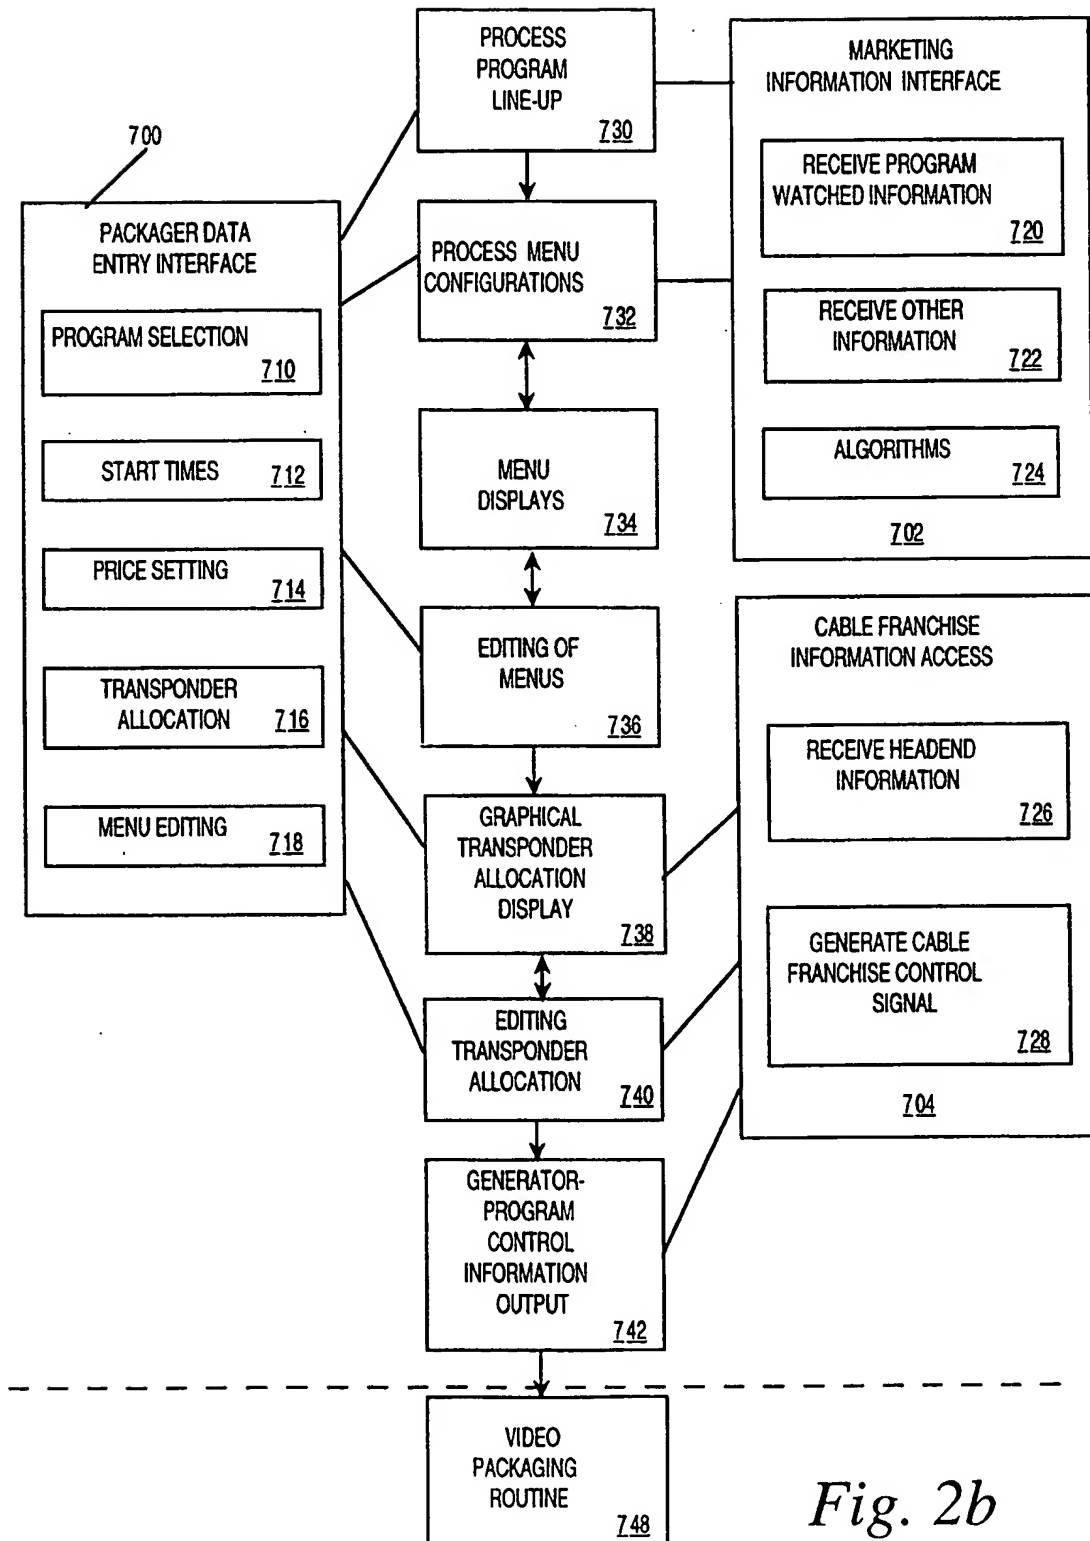 PROCESS
PROGRAM
LINE-UP
730
MARKETING
INFORMATION INTERFACE
RECEIVE PROGRAM
WATCHED INFORMATION
720
RECEIVE OTHER
INFORMATION
722
ALGORITHMS
724
702
700
PACKAGER DATA
ENTRY INTERFACE
PROGRAM SELECTION
710
START TIMES 712
PRICE SETTING
714
TRANSPONDER
ALLOCATION 716
MENU EDITING 718
PROCESS MENU
CONFIGURATIONS
732
MENU
DISPLAYS
734
EDITING OF
MENUS
736
GRAPHICAL
TRANSPONDER
ALLOCATION
DISPLAY
738
EDITING
TRANSPONDER
ALLOCATION
740
GENERATOR-
PROGRAM
CONTROL
INFORMATION
OUTPUT
742
CABLE FRANCHISE
INFORMATION ACCESS
RECEIVE HEADEND
INFORMATION
726
GENERATE CABLE
FRANCHISE CONTROL
SIGNAL
728
704
VIDEO
PACKAGING
ROUTINE
748
Fig. 2b